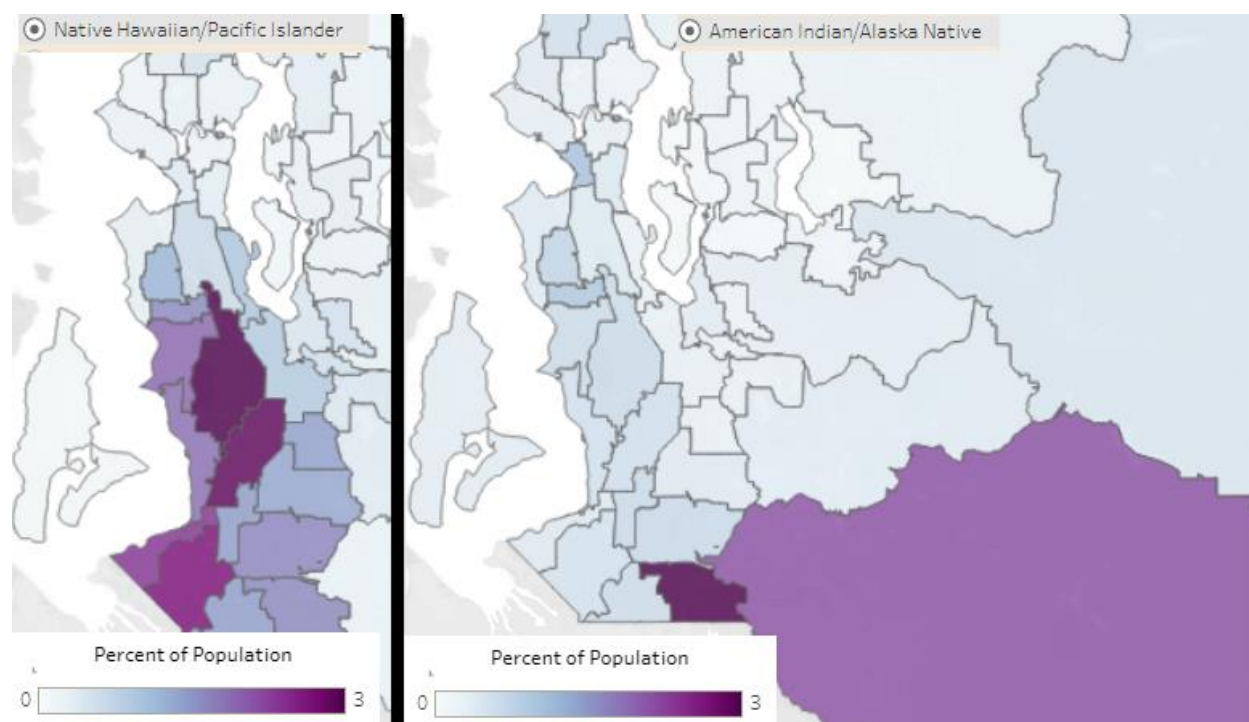 Native Hawaiian/Pacific Islander
American Indian/Alaska Native
Percent of Population
0 3
Percent of Population
0 3